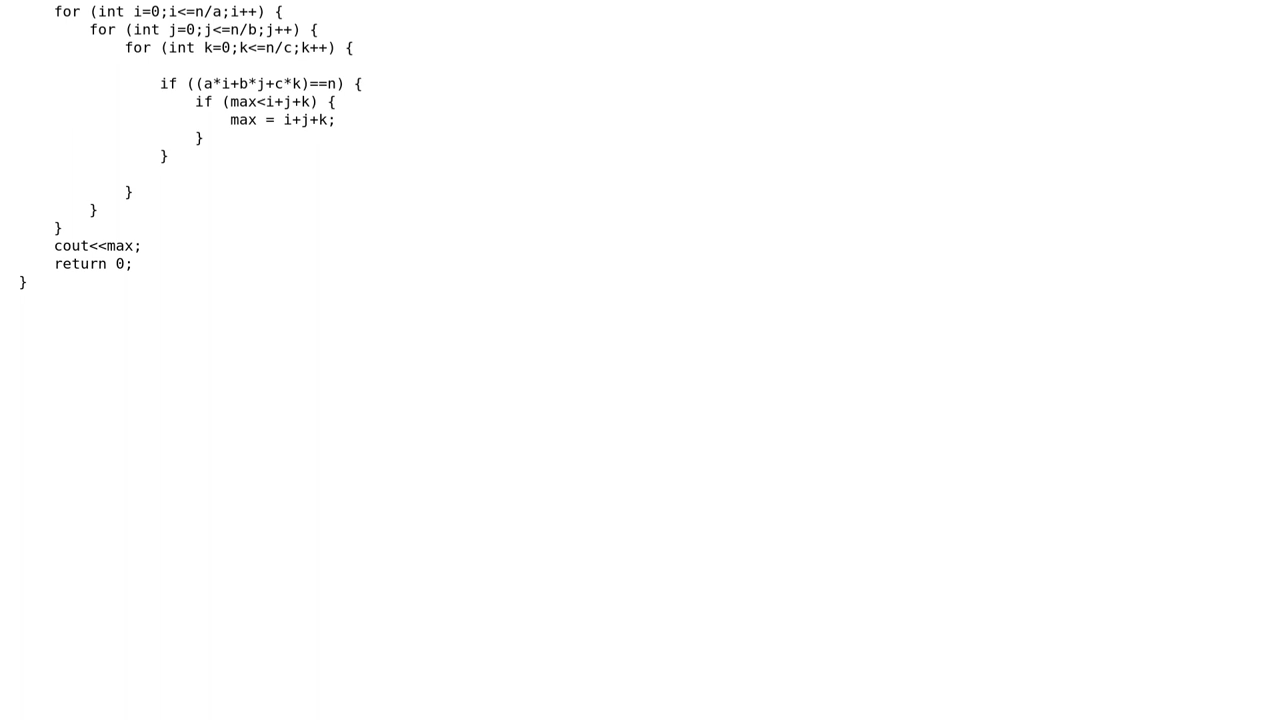 for (int i=0;i<=n/a;i++) {
for (int j=0;j<=n/b;j++) {
for (int k=0;k<=n/c;k++) {
if ((a*i+b*j+c*k)==n) {
if (max<i+j+k) {
max = i+j+k;
}
}
}
}
}
cout<<max;
return 0;
}